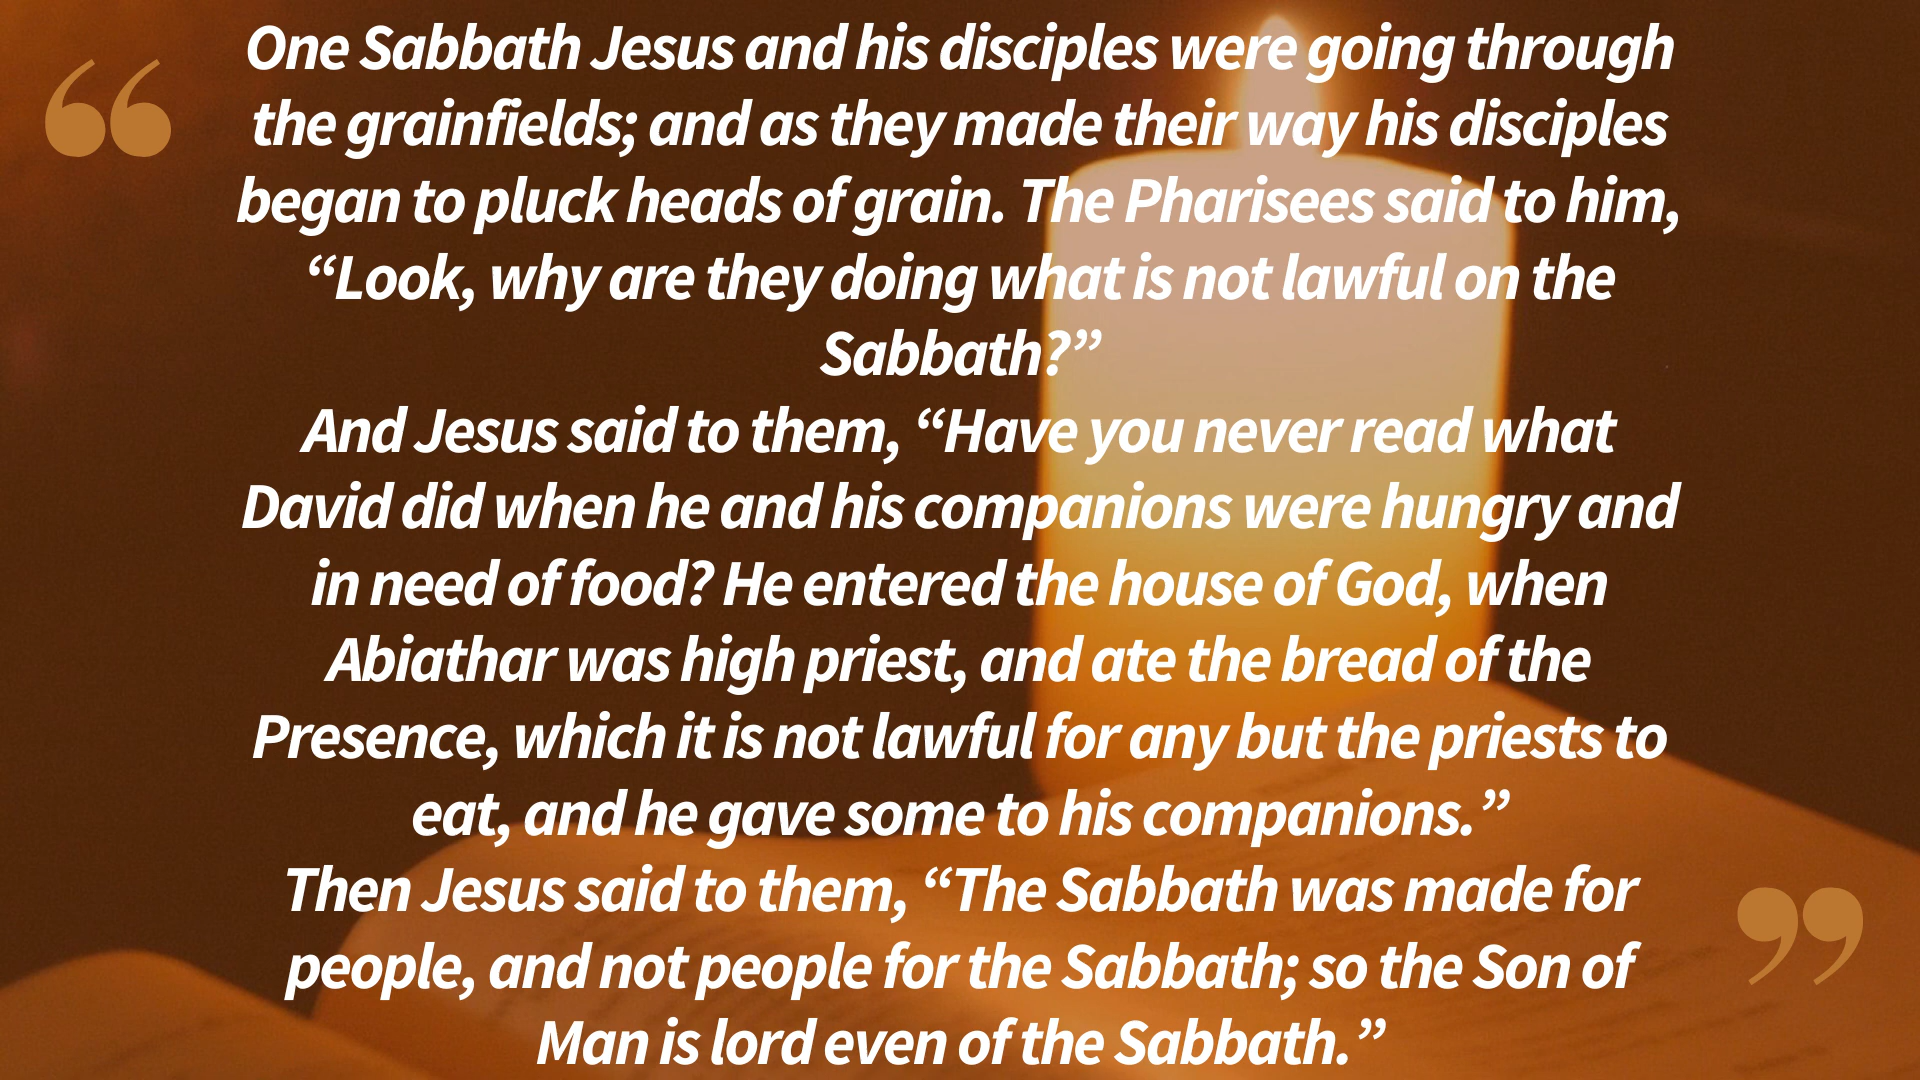 One Sabbath Jesus and his disciples were going through
the grainfields; and as they made their way his disciples
began to pluck heads of grain. The Pharisees said to him,
“Look, why are they doing what is not lawful on the
Sabbath?”
And Jesus said to them, “Have you never read what
David did when he and his companions were hungry and
in need of food? He entered the house of God, when
Abiathar was high priest, and ate the bread of the
Presence, which it is not lawful for any but the priests to
eat, and he gave some to his companions.”
Then Jesus said to them, “The Sabbath was made for
people, and not people for the Sabbath; so the Son of
Man is lord even of the Sabbath.”